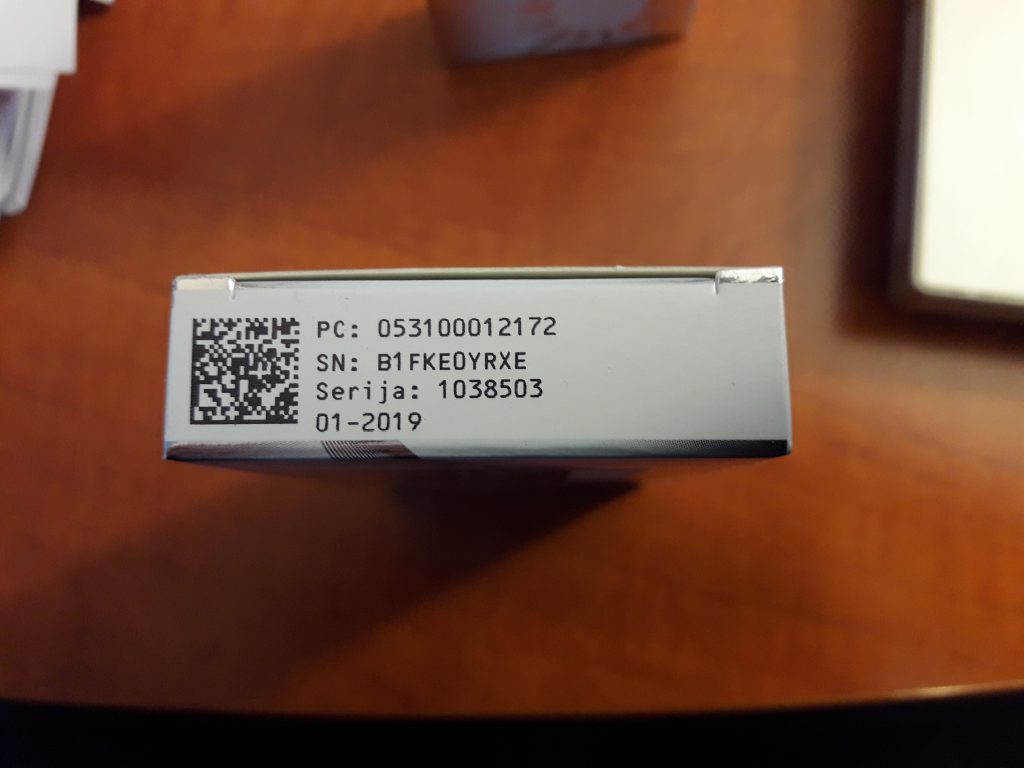 PC: 053100012172
SN: B1FKE0YRXE
Serija: 1038503
01-2019